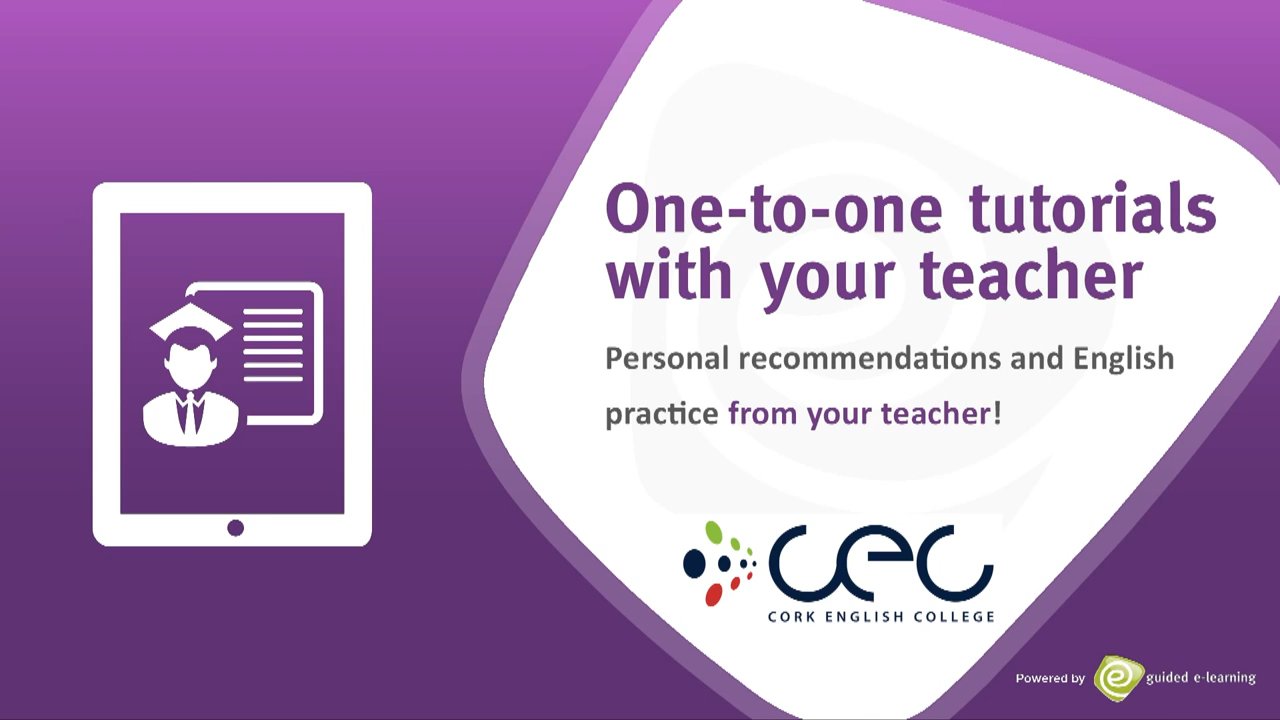 One-to-one tutorials
with your teacher
Personal recommendations and English
practice from your teacher!
cec
CORK ENGLISH COLLEGE
Powered by e guided e-learning